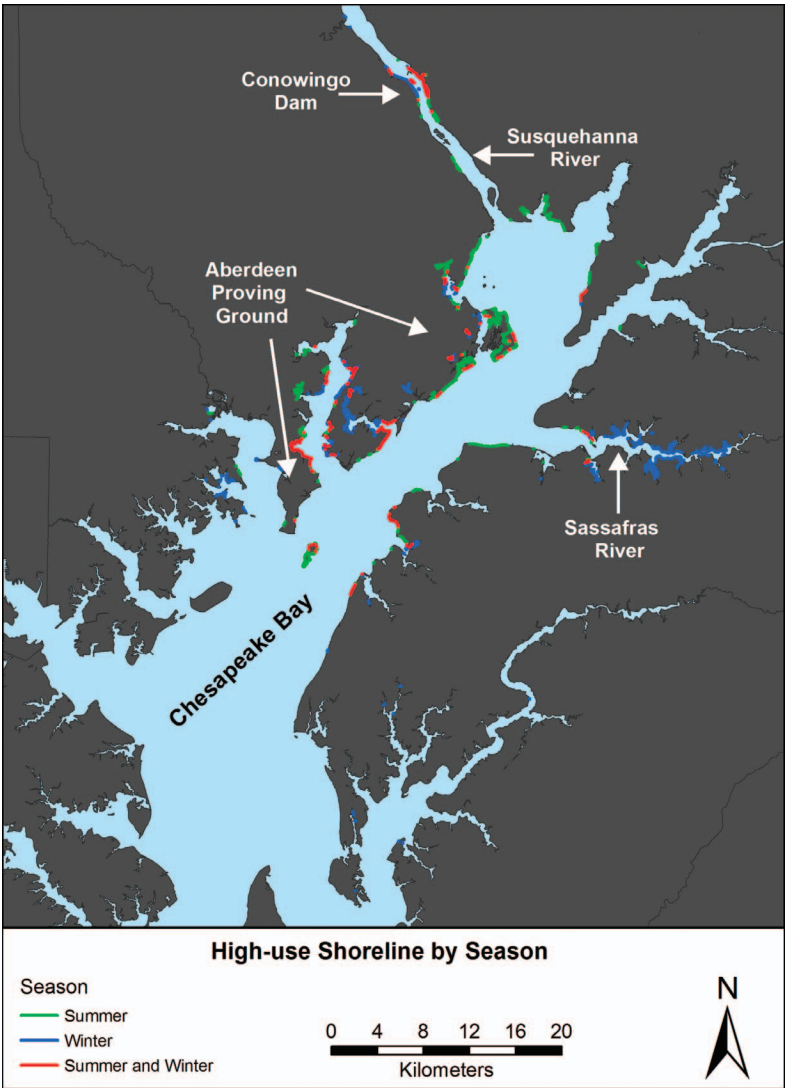 Conowingo
Dam
Susquehanna
River
Aberdeen
Proving
Ground
Sassafras
River
Chesapeake Bay
High-use Shoreline by Season
Season
Summer
Winter
Summer and Winter
0 4 8 12 16 20
Kilometers
N